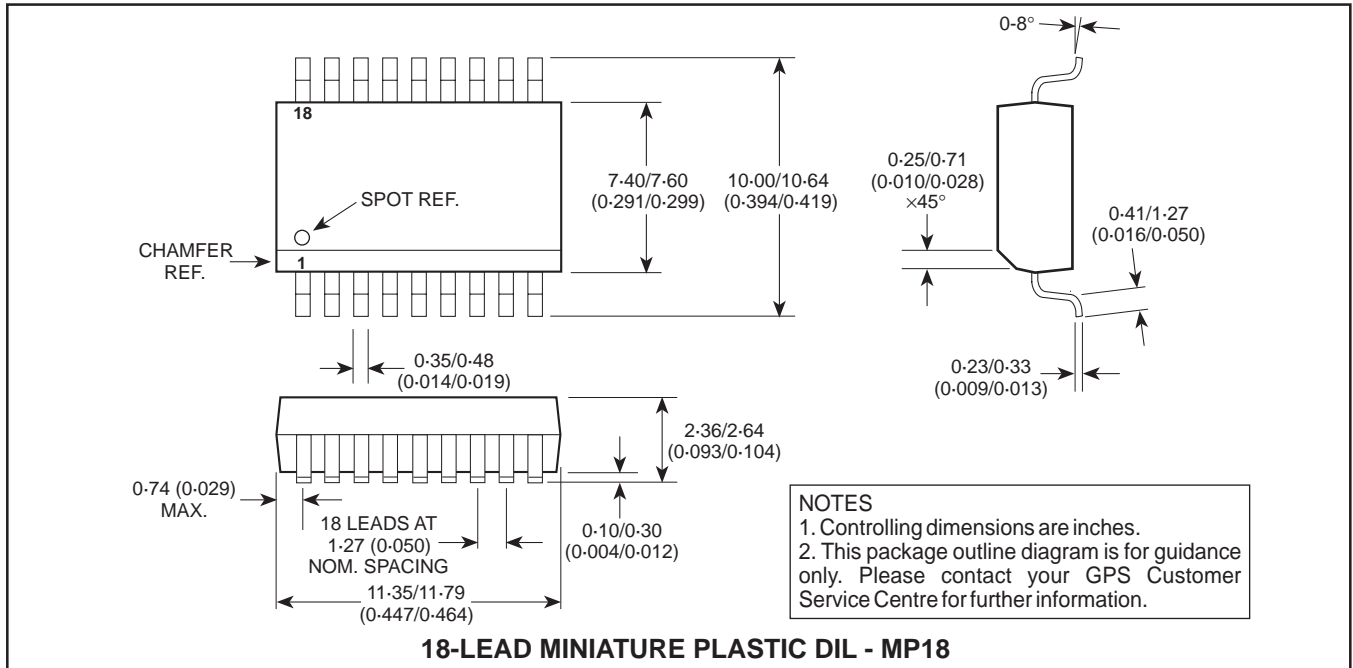 0-8°
18
SPOT REF.
CHAMFER
REF.
1
7·40/7·60
(0·291/0·299)
10·00/10·64
(0·394/0·419)
0·25/0·71
(0·010/0·028)
×45°
0·41/1·27
(0·016/0·050)
0·23/0·33
(0·009/0·013)
0·35/0·48
(0·014/0·019)
2·36/2·64
(0·093/0·104)
0·74 (0·029)
MAX.
18 LEADS AT
1·27 (0·050)
NOM. SPACING
0·10/0·30
(0·004/0·012)
11·35/11·79
(0·447/0·464)
NOTES
1. Controlling dimensions are inches.
2. This package outline diagram is for guidance
only. Please contact your GPS Customer
Service Centre for further information.
18-LEAD MINIATURE PLASTIC DIL - MP18